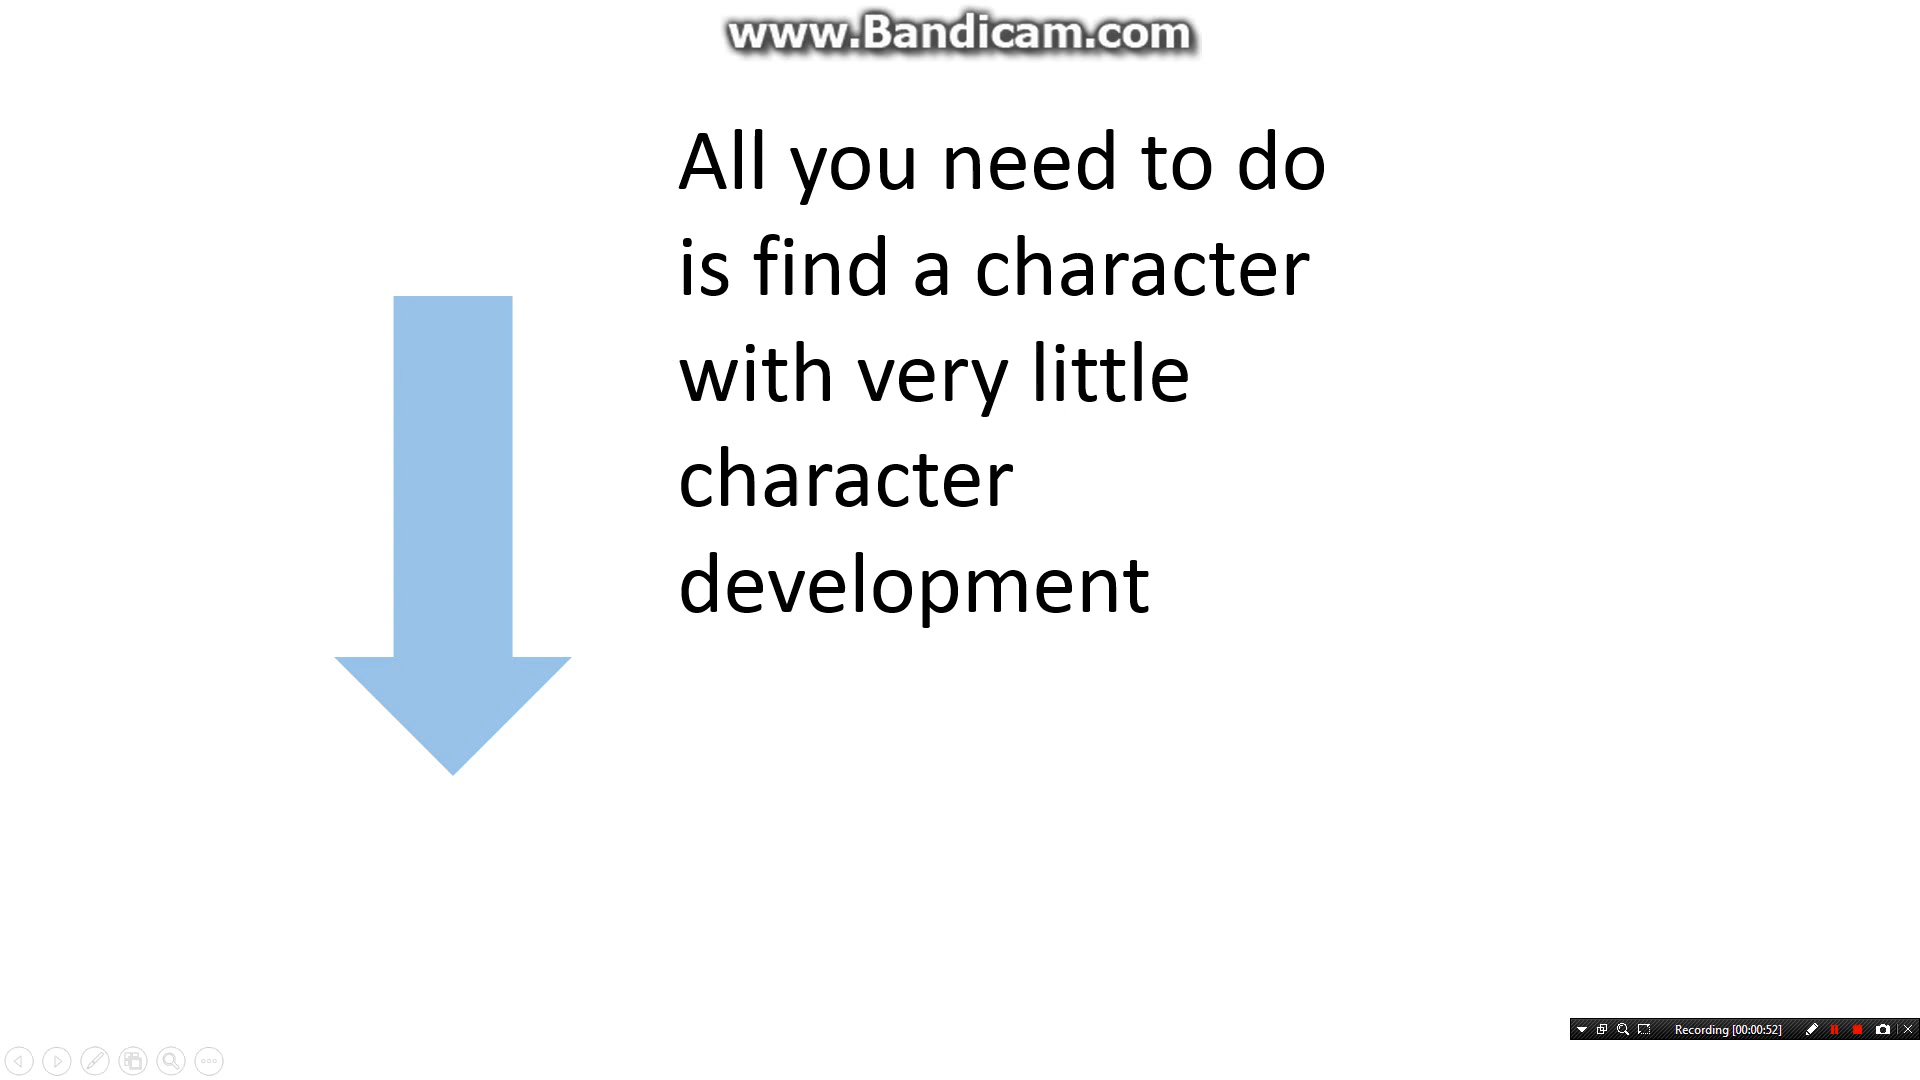 www.Bandicam.com
All you need to do
is find a character
with very little
character
development
Recording [00:00:52]